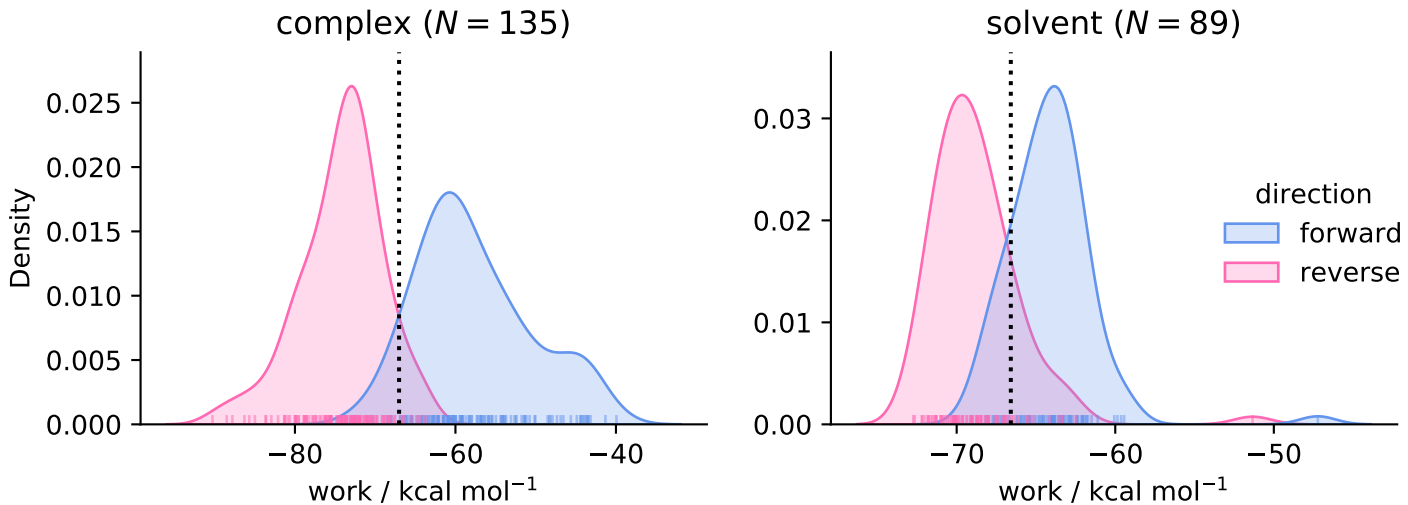 complex (N = 135)
Density
0.025
0.020
0.015
0.010
0.005
0.000
−80
−60
−40
work / kcal mol⁻¹
solvent (N = 89)
0.03
0.02
0.01
0.00
−70
−60
−50
work / kcal mol⁻¹
direction
forward
reverse